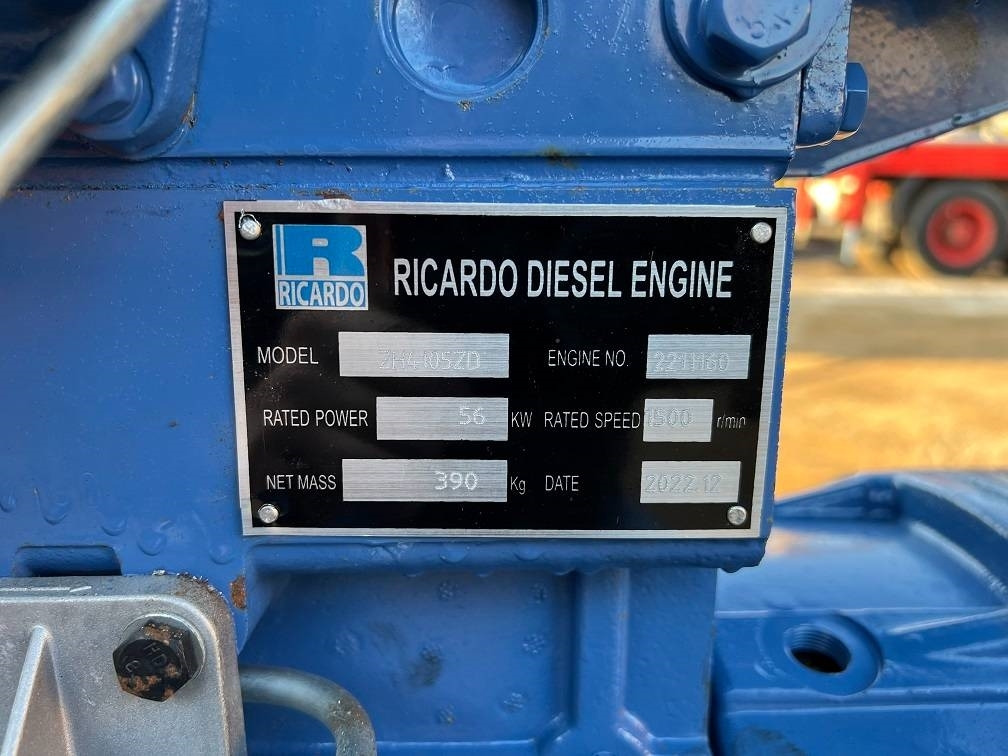 R
RICARDO
RICARDO DIESEL ENGINE
MODEL ZH4105ZD ENGINE NO. 2211160
RATED POWER 56 KW RATED SPEED 1500 r/min
NET MASS 390 Kg DATE 2022.12